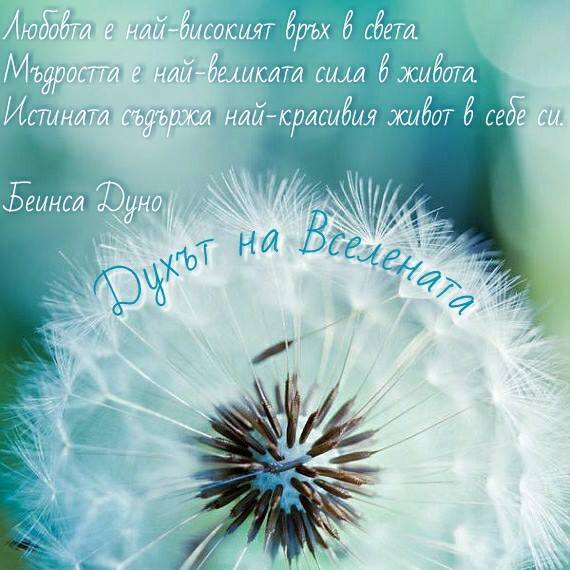 Любовта е най-високият връх в света.
Мъдростта е най-великата сила в живота.
Истината съдържа най-красивия живот в себе си.
Беинса Дуно
Духът на Вселената